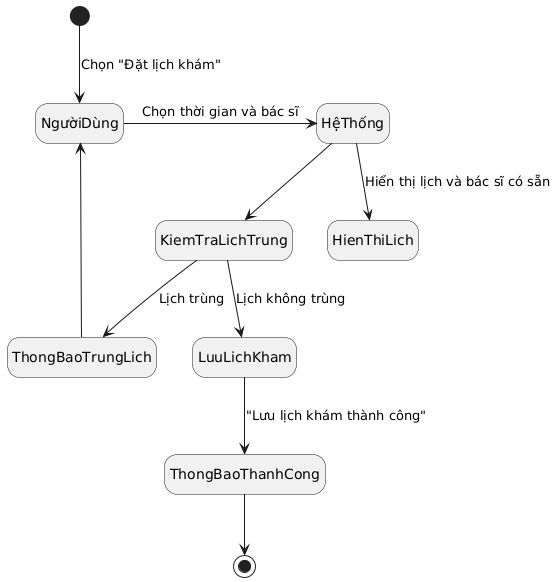 Chọn "Đặt lịch khám"
NgườiDùng
Chọn thời gian và bác sĩ
HệThống
Hiển thị lịch và bác sĩ có sẵn
KiemTraLichTrung
HienThiLich
Lịch trùng
Lịch không trùng
ThongBaoTrungLich
LuuLichKham
"Lưu lịch khám thành công"
ThongBaoThanhCong